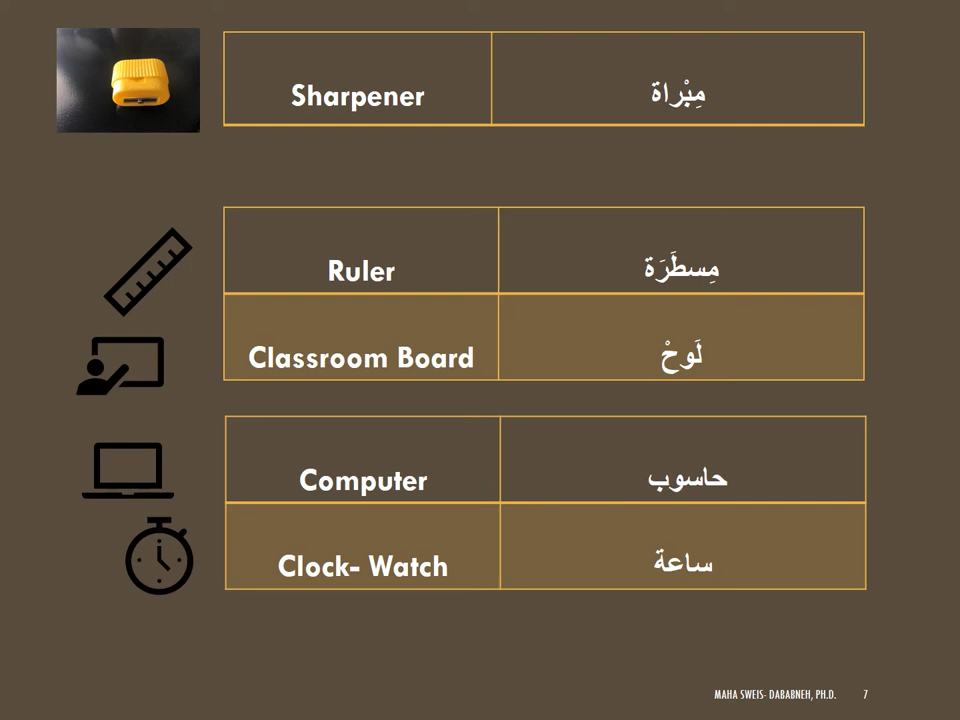 Sharpener مِبْراة
Ruler مِسطَرَة
Classroom Board لَوحْ
Computer حاسوب
Clock- Watch ساعة
MAHA SWEIS- DABABNEH, PH.D. 7